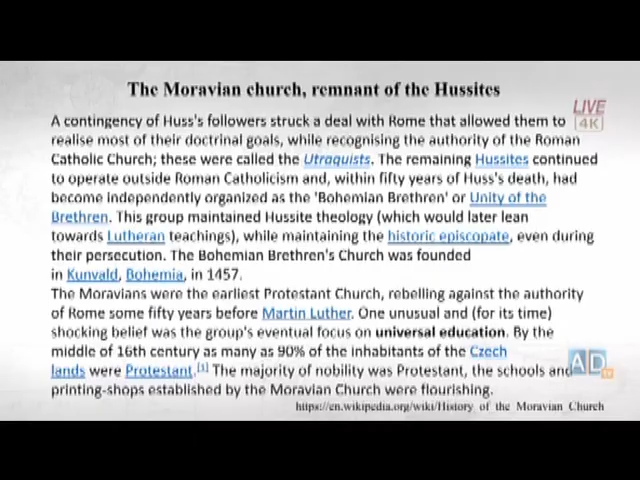 The Moravian church, remnant of the Hussites
LIVE
4K
A contingency of Huss's followers struck a deal with Rome that allowed them to
realise most of their doctrinal goals, while recognising the authority of the Roman
Catholic Church; these were called the Utraquists. The remaining Hussites continued
to operate outside Roman Catholicism and, within fifty years of Huss's death, had
become independently organized as the 'Bohemian Brethren' or Unity of the
Brethren. This group maintained Hussite theology (which would later lean
towards Lutheran teachings), while maintaining the historic episcopate, even during
their persecution. The Bohemian Brethren's Church was founded
in Kunvald, Bohemia, in 1457.
The Moravians were the earliest Protestant Church, rebelling against the authority
of Rome some fifty years before Martin Luther. One unusual and (for its time)
shocking belief was the group's eventual focus on universal education. By the
middle of 16th century as many as 90% of the inhabitants of the Czech
lands were Protestant.[1] The majority of nobility was Protestant, the schools and
printing-shops established by the Moravian Church were flourishing.
AD
tv
https://en.wikipedia.org/wiki/History of the Moravian Church